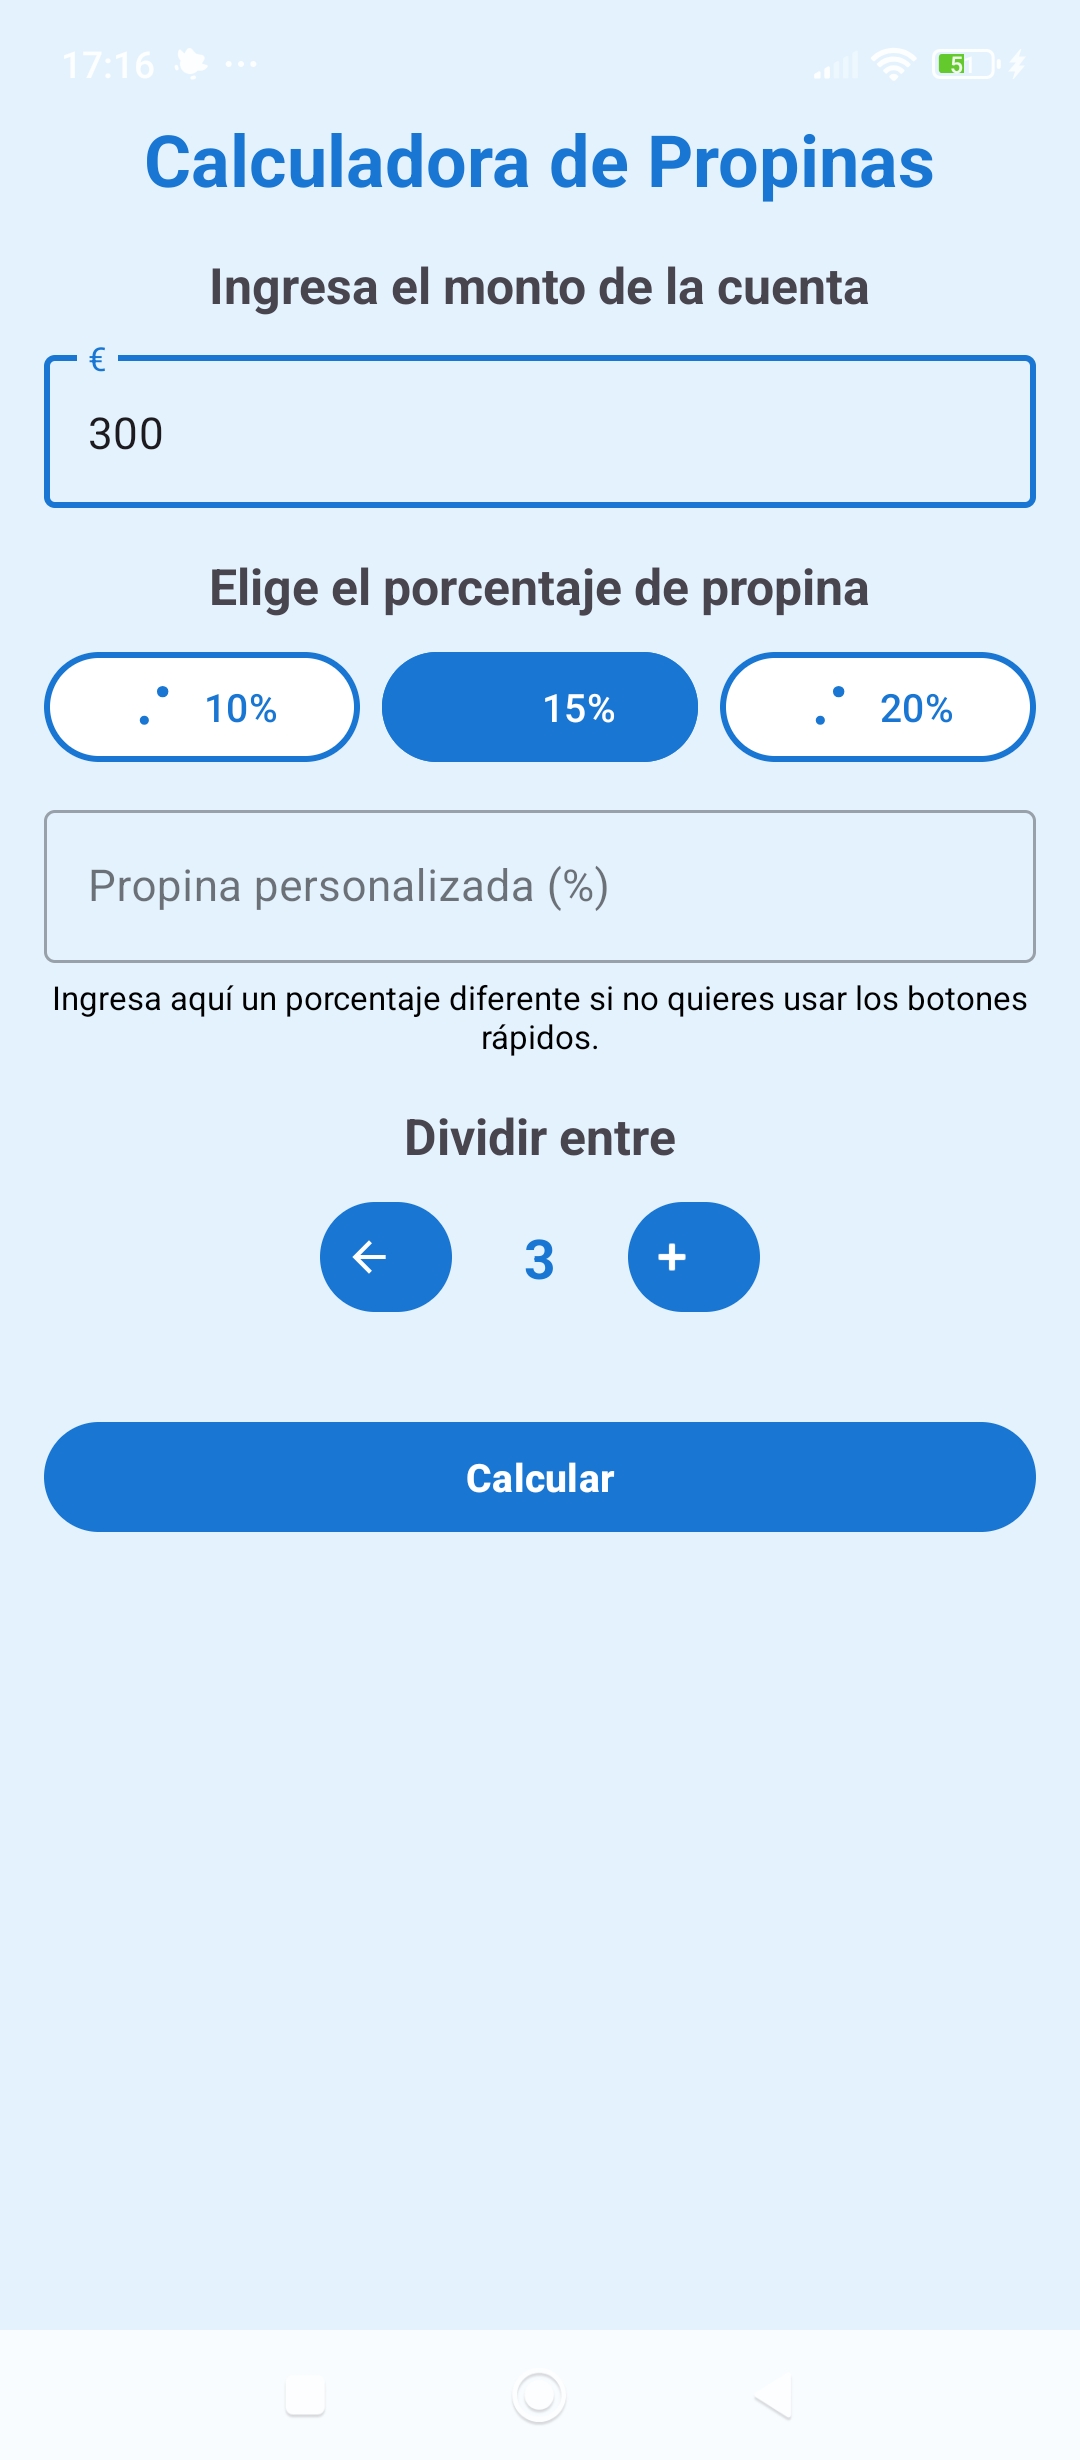 17:16
51
Calculadora de Propinas
Ingresa el monto de la cuenta
€
300
Elige el porcentaje de propina
10% 15% 20%
Propina personalizada (%)
Ingresa aquí un porcentaje diferente si no quieres usar los botones
rápidos.
Dividir entre
3 +
Calcular